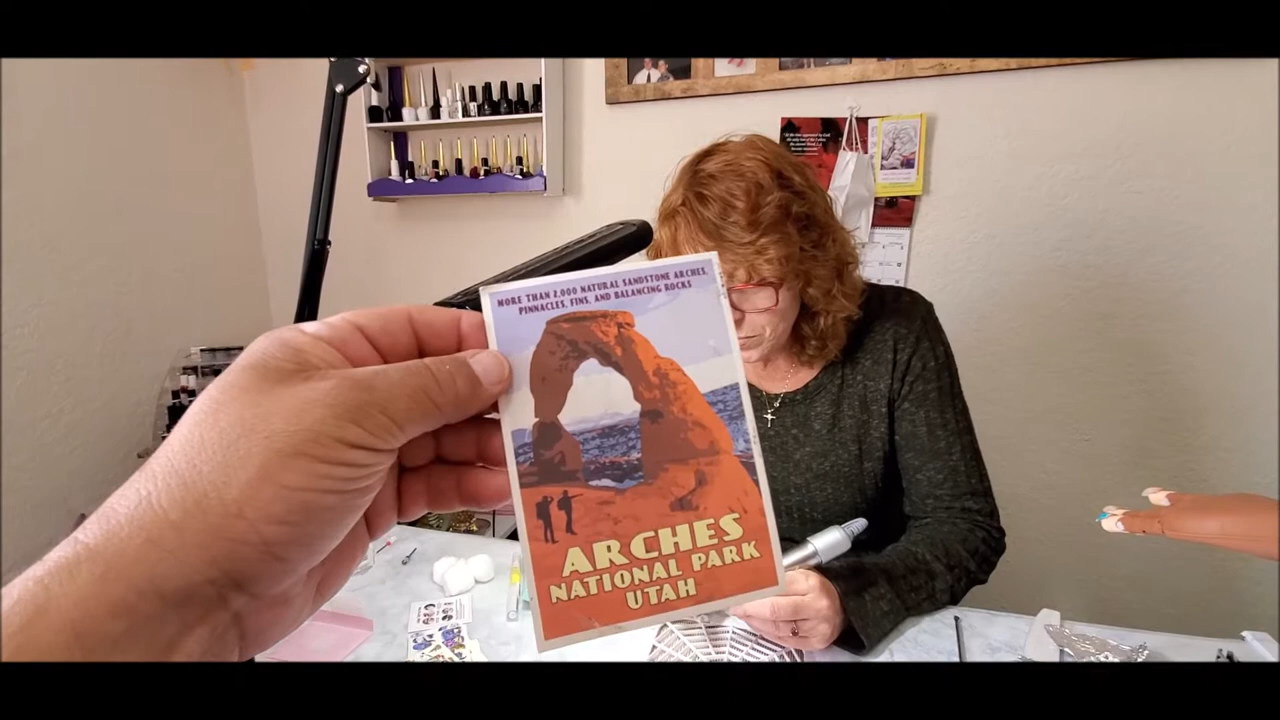 MORE THAN 2,000 NATURAL SANDSTONE ARCHES,
PINNACLES, FINS, AND BALANCING ROCKS
ARCHES
NATIONAL PARK
UTAH